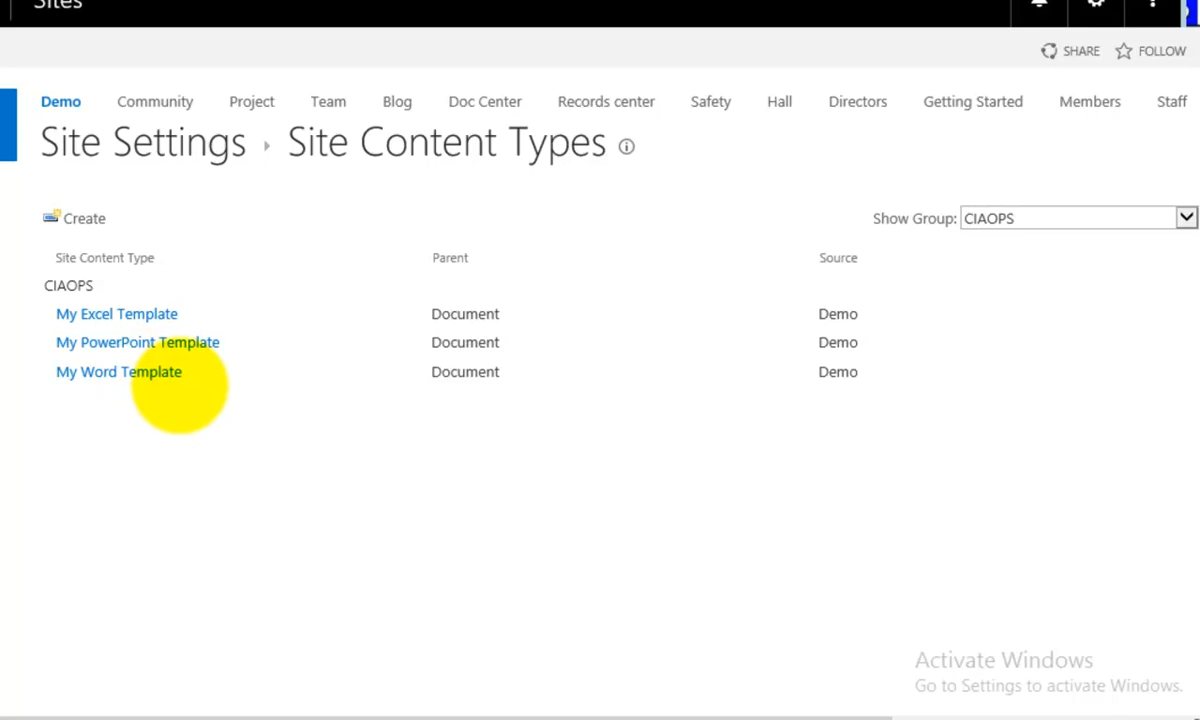 Sites
SHARE FOLLOW
Demo Community Project Team Blog Doc Center Records center Safety Hall Directors Getting Started Members Staff
Site Settings Site Content Types
Create Show Group: CIAOPS
Site Content Type Parent Source
CIAOPS
My Excel Template Document Demo
My PowerPoint Template Document Demo
My Word Template Document Demo
Activate Windows
Go to Settings to activate Windows.